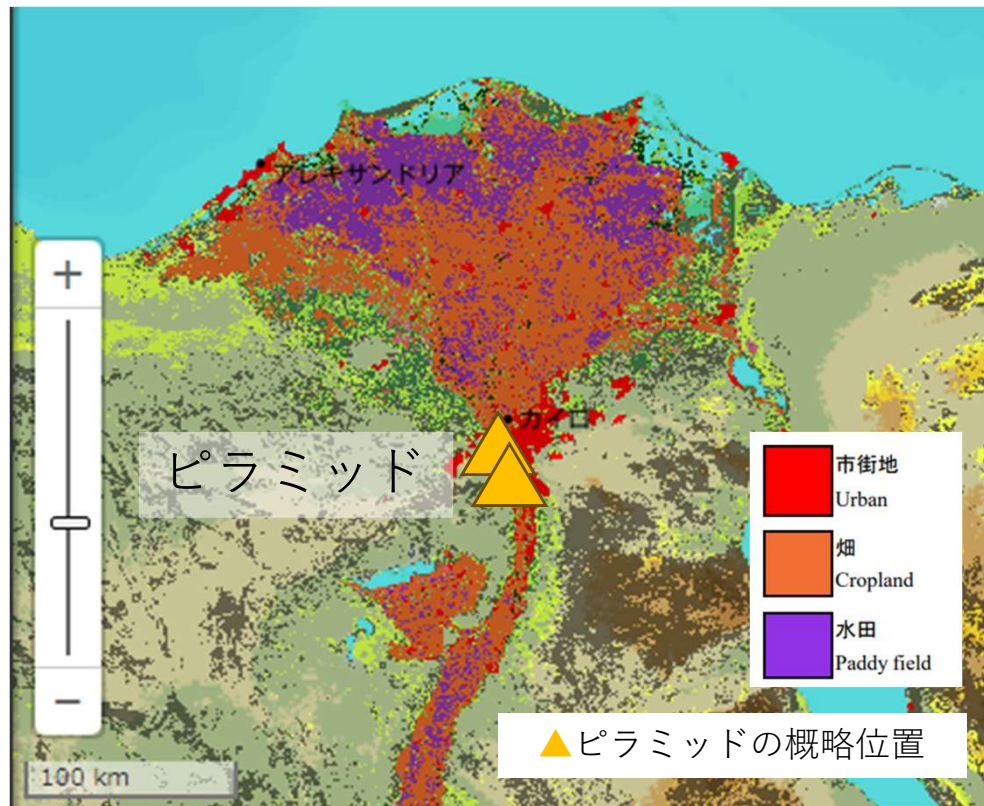 アレキサンドリア
+
カイロ
ピラミッド
市街地
Urban
畑
Cropland
水田
Paddy field
−
▲ピラミッドの概略位置
100 km